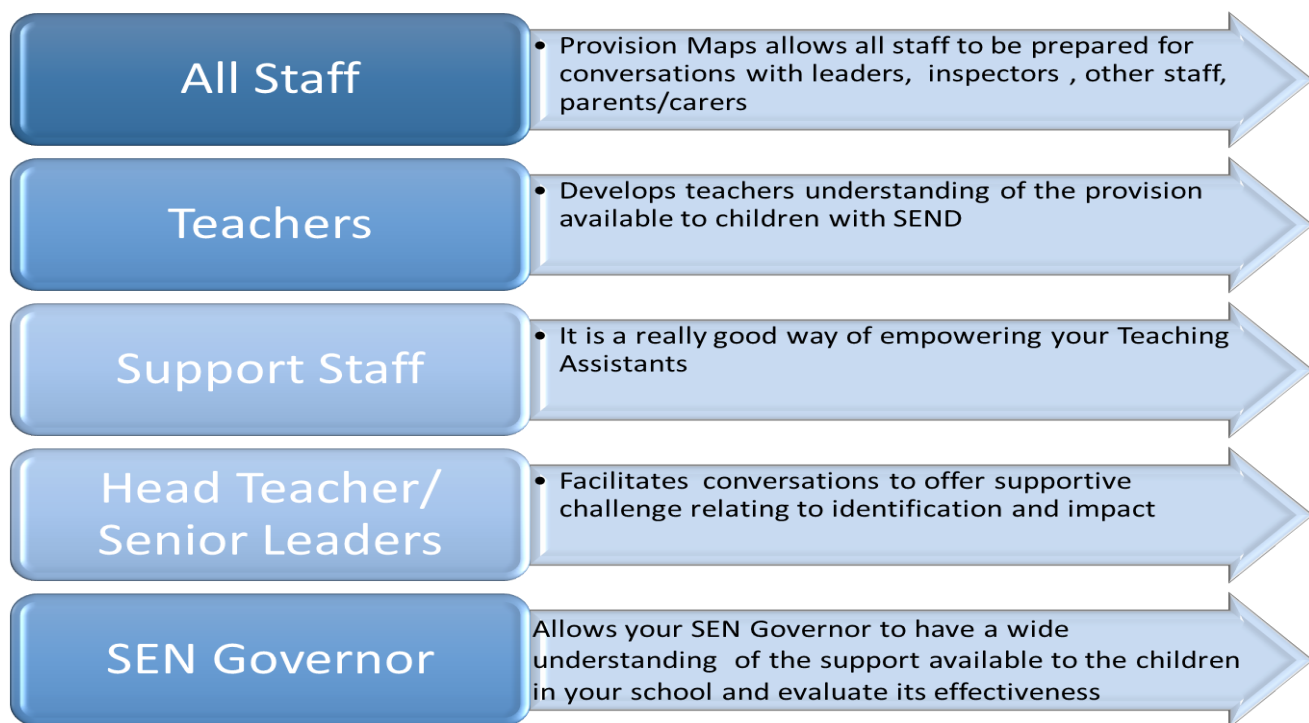 All Staff
• Provision Maps allows all staff to be prepared for
conversations with leaders, inspectors , other staff,
parents/carers
Teachers
• Develops teachers understanding of the provision
available to children with SEND
Support Staff
• It is a really good way of empowering your Teaching
Assistants
Head Teacher/
Senior Leaders
• Facilitates conversations to offer supportive
challenge relating to identification and impact
SEN Governor
Allows your SEN Governor to have a wide
understanding of the support available to the children
in your school and evaluate its effectiveness